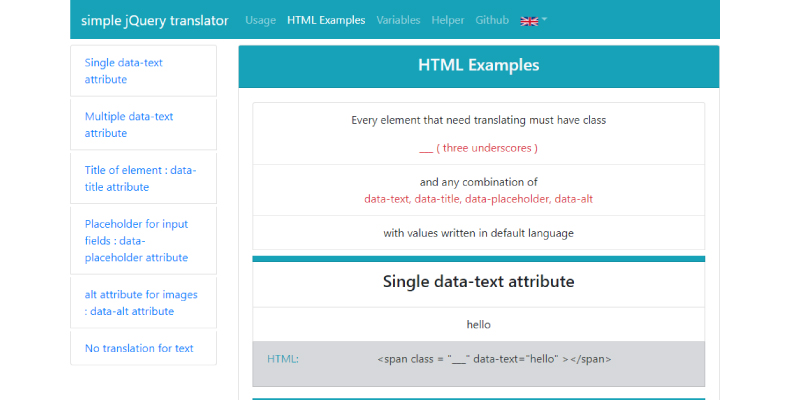 simple jQuery translator Usage HTML Examples Variables Helper Github
Single data-text
attribute
Multiple data-text
attribute
Title of element : data-
title attribute
Placeholder for input
fields : data-
placeholder attribute
alt attribute for images
: data-alt attribute
No translation for text
HTML Examples
Every element that need translating must have class
___ ( three underscores )
and any combination of
data-text, data-title, data-placeholder, data-alt
with values written in default language
Single data-text attribute
hello
HTML: <span class = "___" data-text="hello" ></span>